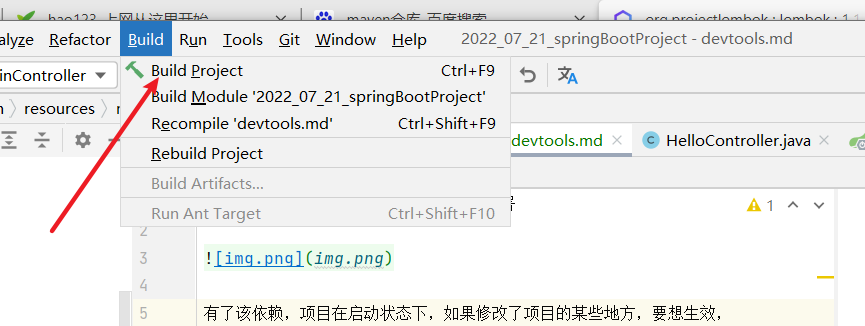 hao123_上网从这里开始
maven仓库_百度搜索
org.projectlombok : lombok : 1.1
alyze Refactor Build Run Tools Git Window Help 2022_07_21_springBootProject - devtools.md
inController Build Project Ctrl+F9
Build Module '2022_07_21_springBootProject'
resources Recompile 'devtools.md' Ctrl+Shift+F9
devtools.md HelloController.java
Rebuild Project
Build Artifacts...
1
Run Ant Target Ctrl+Shift+F10
2
3 ![img.png](img.png)
4
5 有了该依赖，项目在启动状态下，如果修改了项目的某些地方，要想生效，